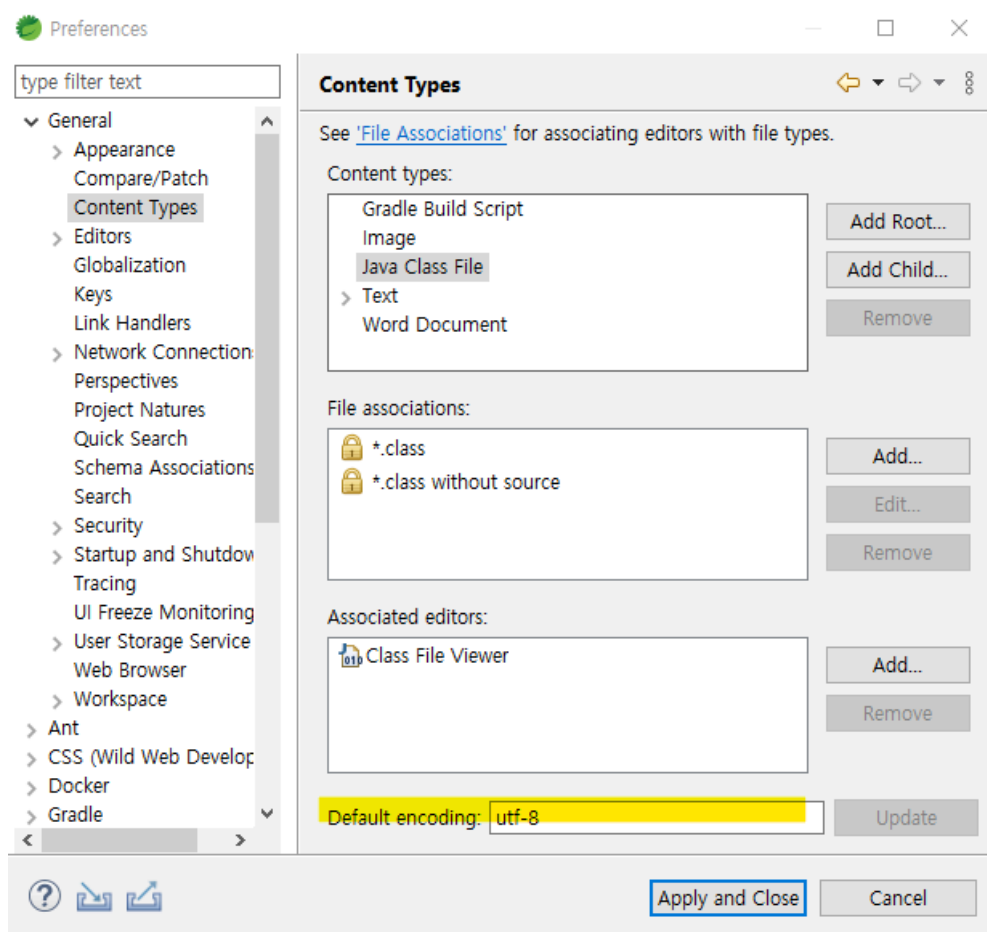 Preferences
type filter text
General
Appearance
Compare/Patch
Content Types
Editors
Globalization
Keys
Link Handlers
Network Connection
Perspectives
Project Natures
Quick Search
Schema Associations
Search
Security
Startup and Shutdow
Tracing
UI Freeze Monitoring
User Storage Service
Web Browser
Workspace
Ant
CSS (Wild Web Develop
Docker
Gradle
Content Types
See 'File Associations' for associating editors with file types.
Content types:
Gradle Build Script
Image
Java Class File
Text
Word Document
Add Root...
Add Child...
Remove
File associations:
*.class
*.class without source
Add...
Edit...
Remove
Associated editors:
010 Class File Viewer
Add...
Remove
Default encoding: utf-8
Update
Apply and Close
Cancel